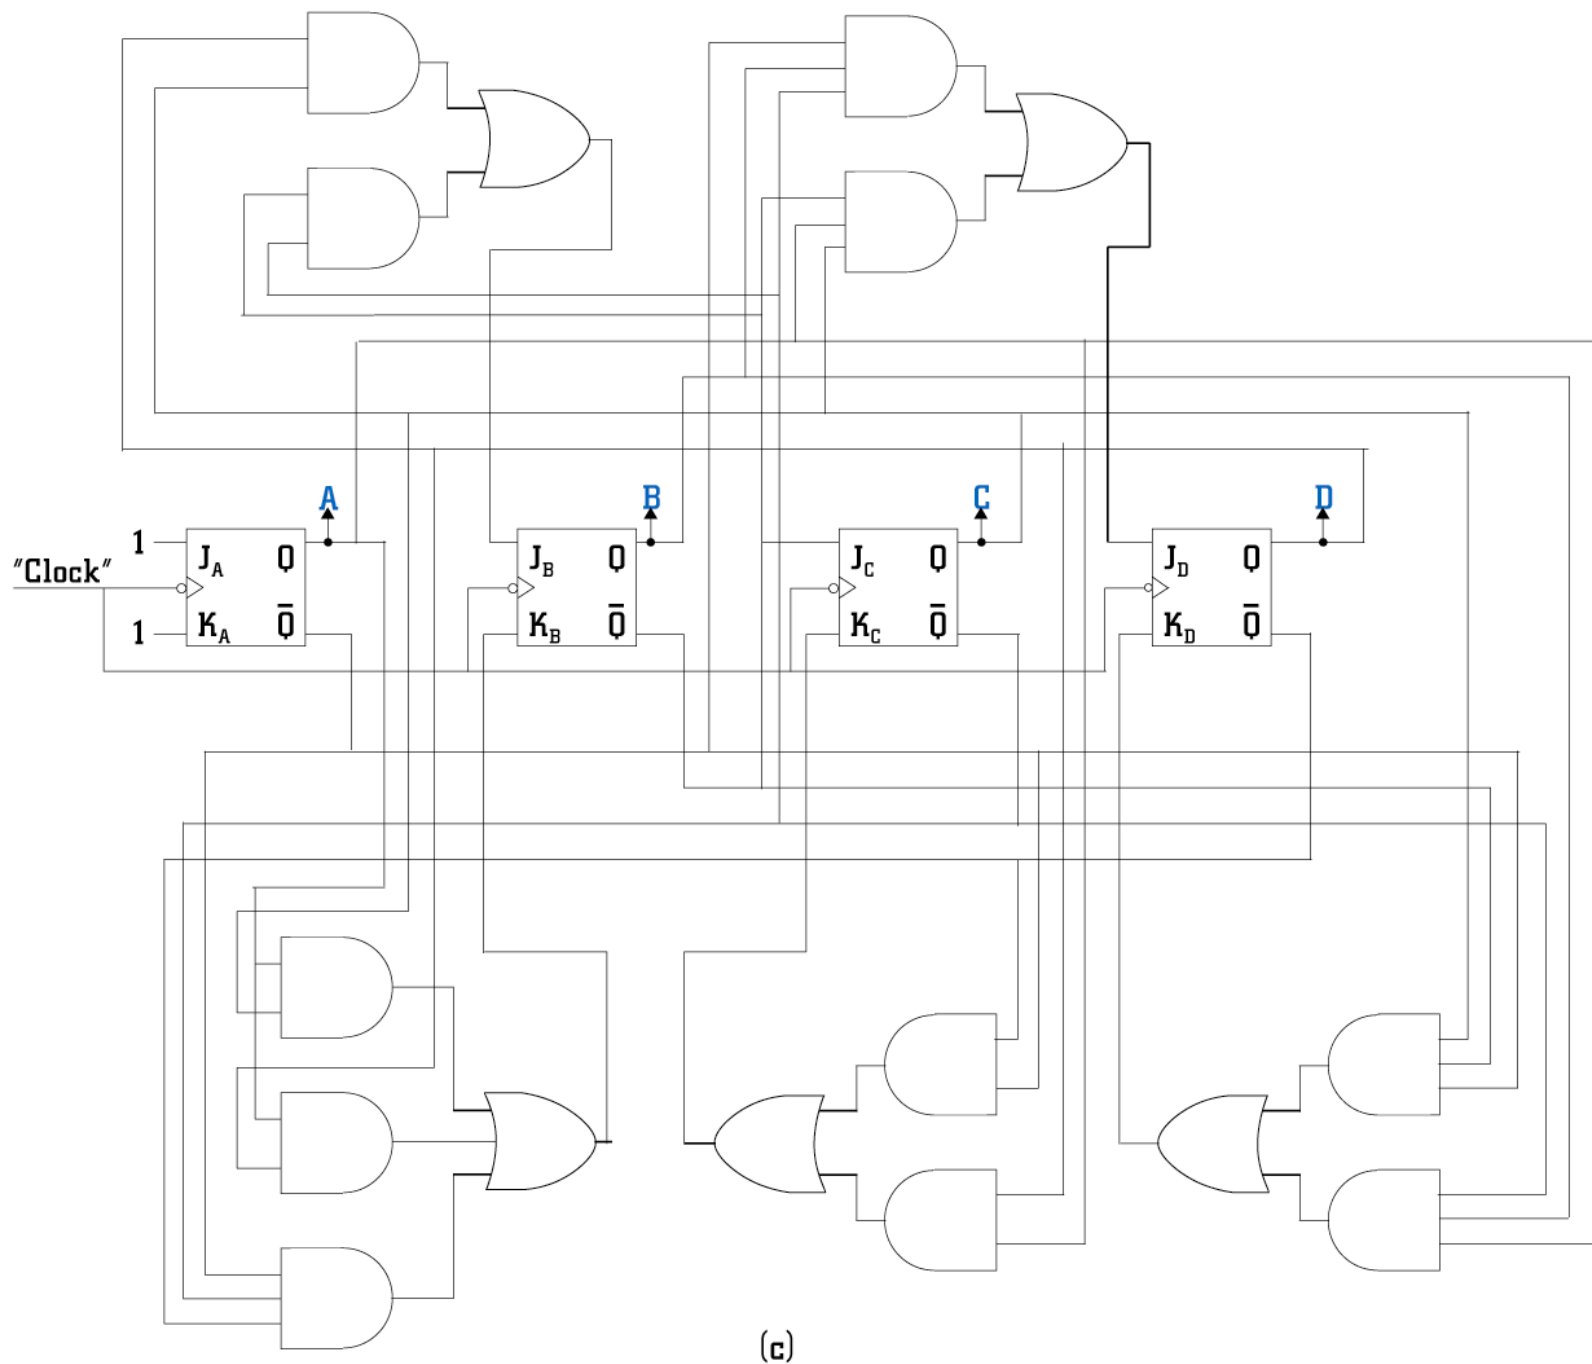 A B C D
1 J_A Q J_B Q J_C Q J_D Q
"Clock"
1 K_A Q̅ K_B Q̅ K_C Q̅ K_D Q̅
(c)